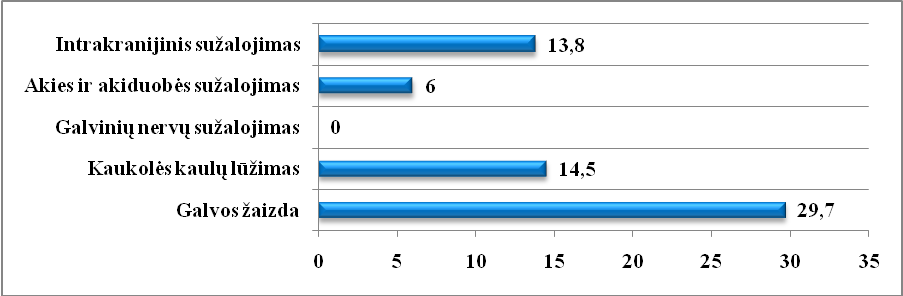 Intrakranijinis sužalojimas 13,8
Akies ir akiduobės sužalojimas 6
Galvinių nervų sužalojimas 0
Kaukolės kaulų lūžimas 14,5
Galvos žaizda 29,7
0 5 10 15 20 25 30 35